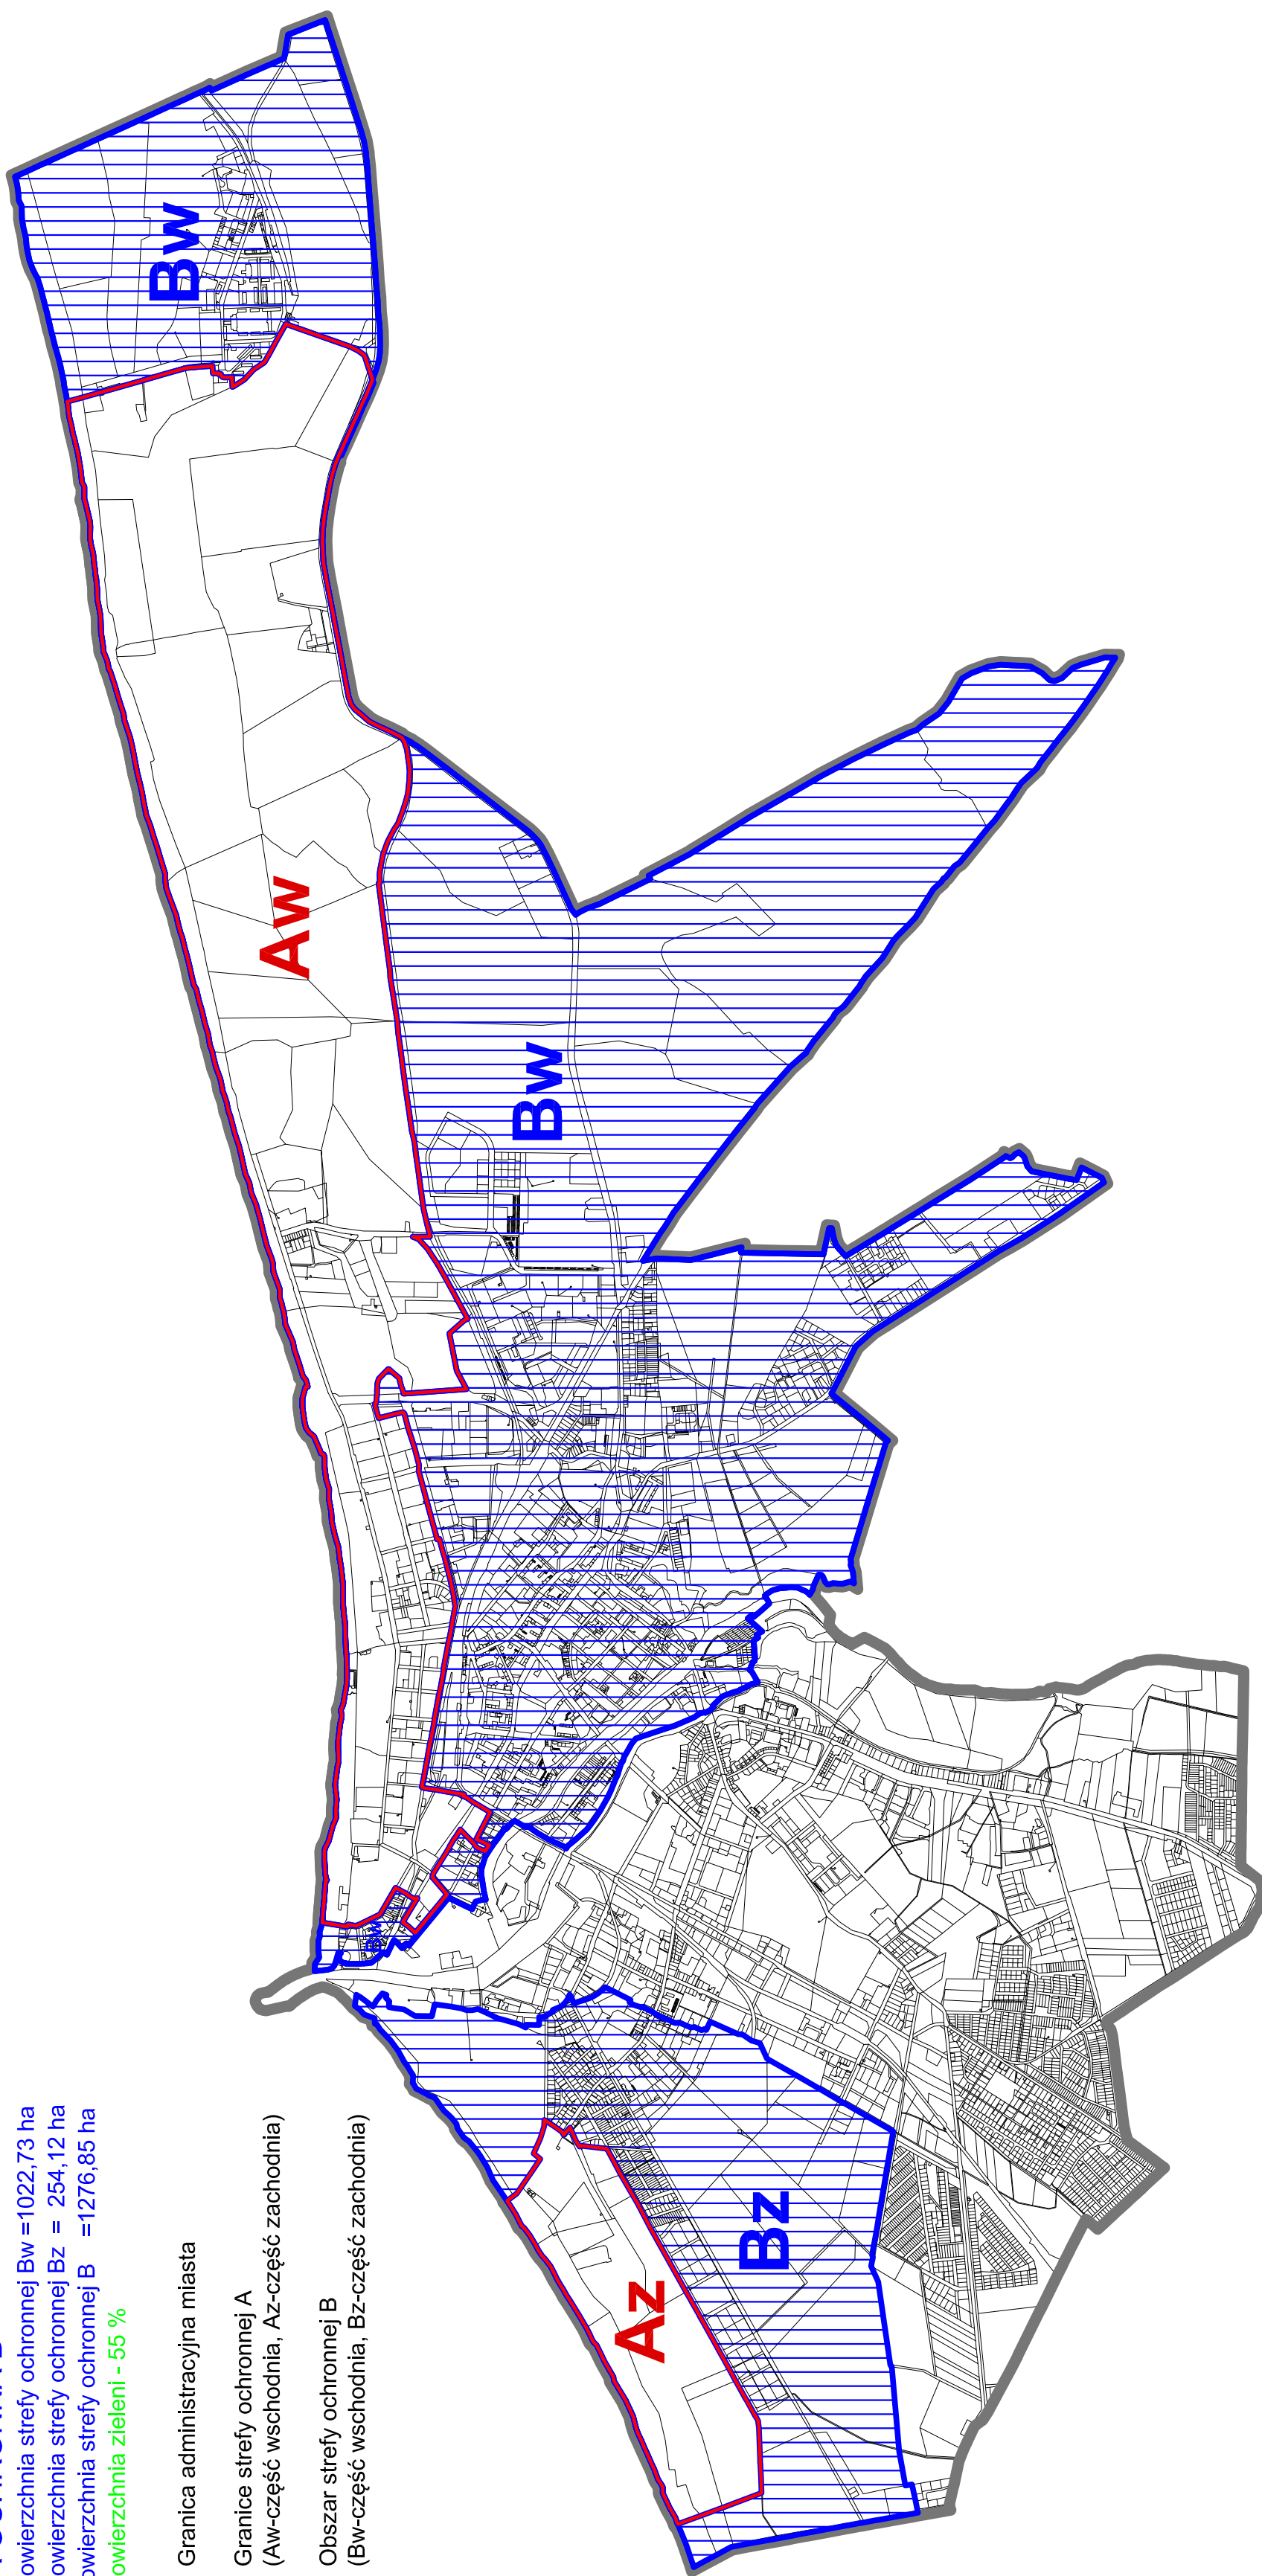 owierzchnia strefy ochronnej Bw =1022,73 ha
owierzchnia strefy ochronnej Bz = 254,12 ha
owierzchnia strefy ochronnej B =1276,85 ha
owierzchnia zieleni - 55 %
Granica administracyjna miasta
Granice strefy ochronnej A
(Aw-część wschodnia, Az-część zachodnia)
Obszar strefy ochronnej B
(Bw-część wschodnia, Bz-część zachodnia)
Bw
Aw
Bw
Bw
Bz
Az